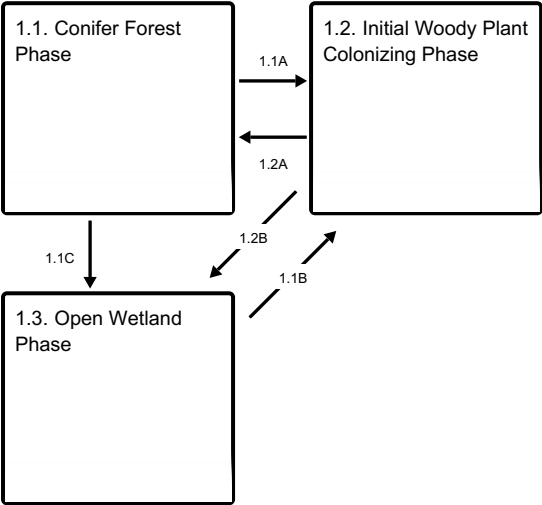 1.1. Conifer Forest
Phase
1.2. Initial Woody Plant
Colonizing Phase
1.1A
1.2A
1.2B
1.1C
1.1B
1.3. Open Wetland
Phase